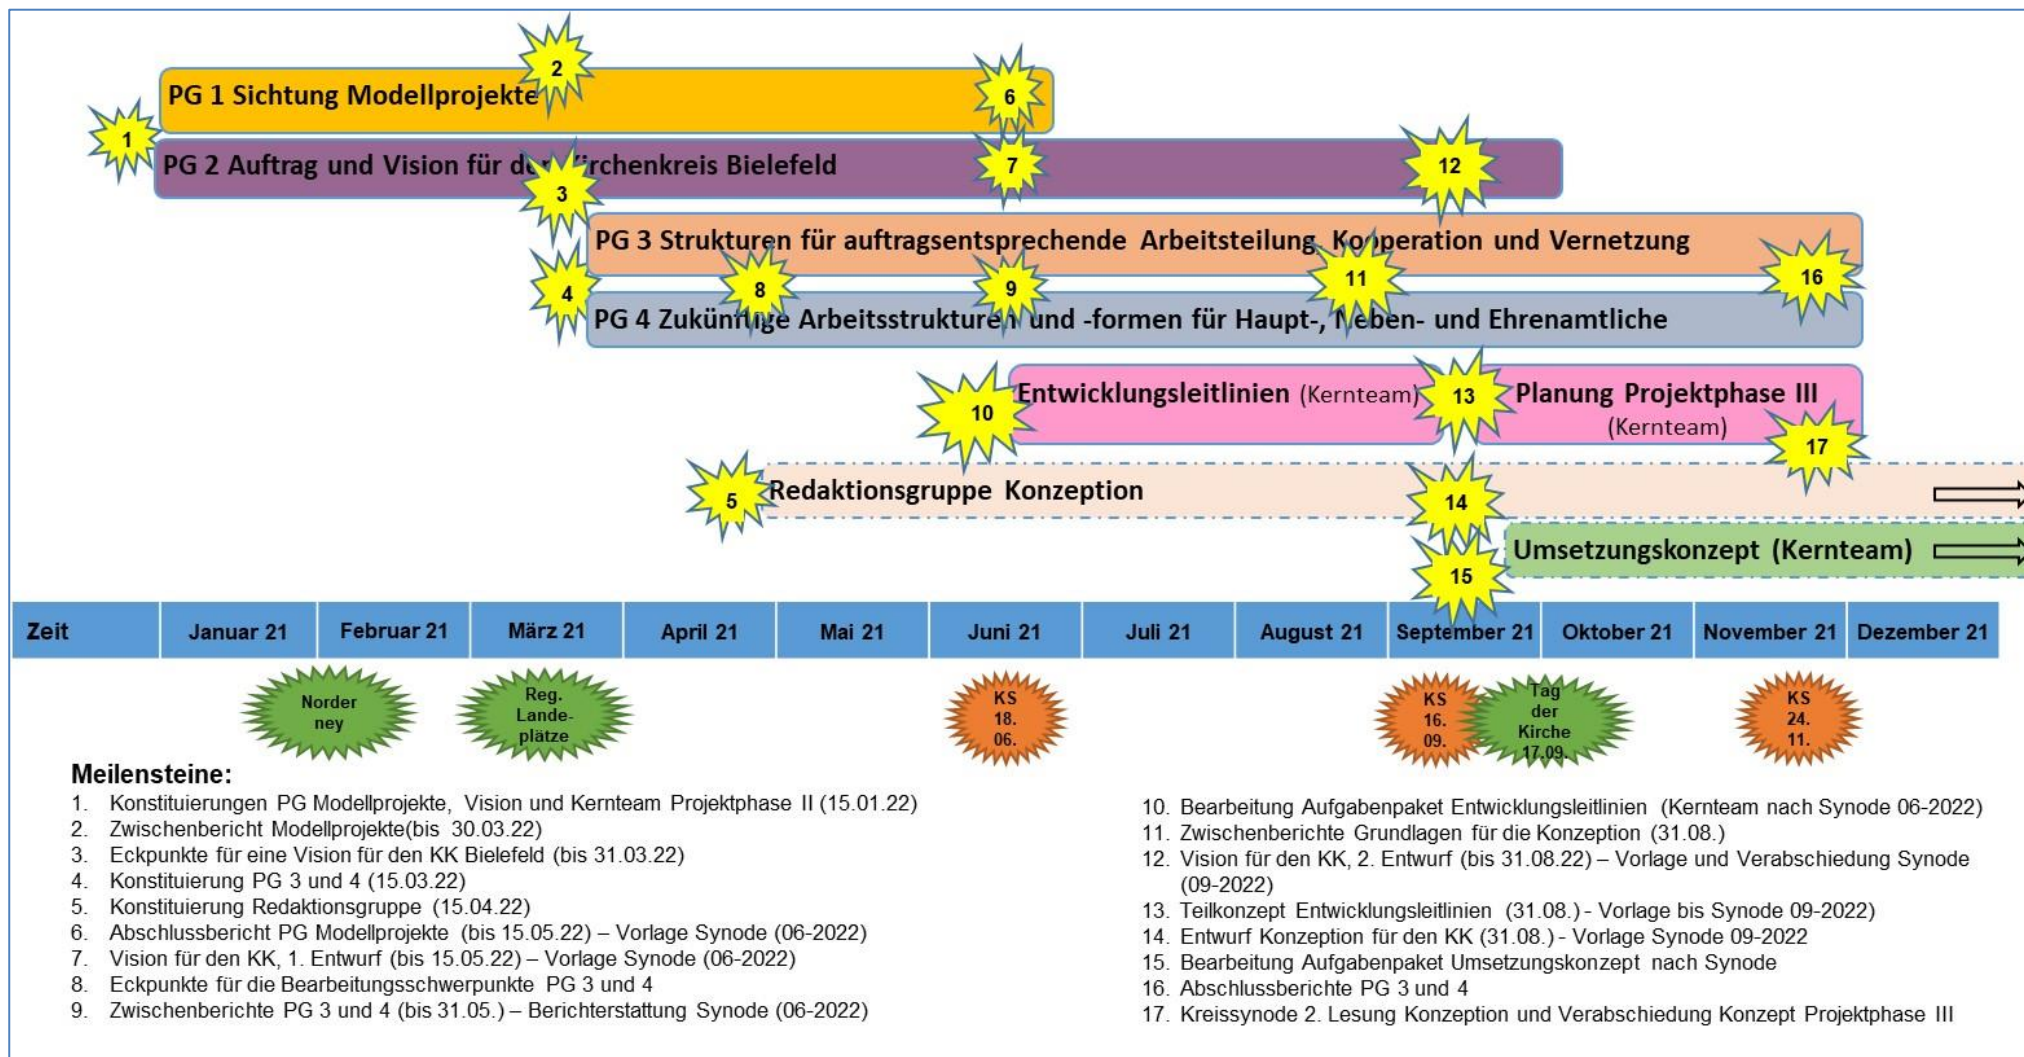 2
PG 1 Sichtung Modellprojekte
6
1
PG 2 Auftrag und Vision für den Kirchenkreis Bielefeld
7
12
3
PG 3 Strukturen für auftragsentsprechende Arbeitsteilung, Kooperation und Vernetzung
4
8
9
11
16
PG 4 Zukünftige Arbeitsstrukturen und -formen für Haupt-, Neben- und Ehrenamtliche
10
Entwicklungsleitlinien (Kernteam)
13
Planung Projektphase III
(Kernteam)
17
5
Redaktionsgruppe Konzeption
14
Umsetzungskonzept (Kernteam)
15
Zeit
Januar 21
Februar 21
März 21
April 21
Mai 21
Juni 21
Juli 21
August 21
September 21
Oktober 21
November 21
Dezember 21
Norder
ney
Reg.
Lande-
plätze
KS
18.
06.
KS
16.
09.
Tag
der
Kirche
17.09.
KS
24.
11.
Meilensteine:
1. Konstituierungen PG Modellprojekte, Vision und Kernteam Projektphase II (15.01.22)
2. Zwischenbericht Modellprojekte(bis 30.03.22)
3. Eckpunkte für eine Vision für den KK Bielefeld (bis 31.03.22)
4. Konstituierung PG 3 und 4 (15.03.22)
5. Konstituierung Redaktionsgruppe (15.04.22)
6. Abschlussbericht PG Modellprojekte (bis 15.05.22) – Vorlage Synode (06-2022)
7. Vision für den KK, 1. Entwurf (bis 15.05.22) – Vorlage Synode (06-2022)
8. Eckpunkte für die Bearbeitungsschwerpunkte PG 3 und 4
9. Zwischenberichte PG 3 und 4 (bis 31.05.) – Berichterstattung Synode (06-2022)
10. Bearbeitung Aufgabenpaket Entwicklungsleitlinien (Kernteam nach Synode 06-2022)
11. Zwischenberichte Grundlagen für die Konzeption (31.08.)
12. Vision für den KK, 2. Entwurf (bis 31.08.22) – Vorlage und Verabschiedung Synode
(09-2022)
13. Teilkonzept Entwicklungsleitlinien (31.08.) - Vorlage bis Synode 09-2022)
14. Entwurf Konzeption für den KK (31.08.) - Vorlage Synode 09-2022
15. Bearbeitung Aufgabenpaket Umsetzungskonzept nach Synode
16. Abschlussberichte PG 3 und 4
17. Kreissynode 2. Lesung Konzeption und Verabschiedung Konzept Projektphase III